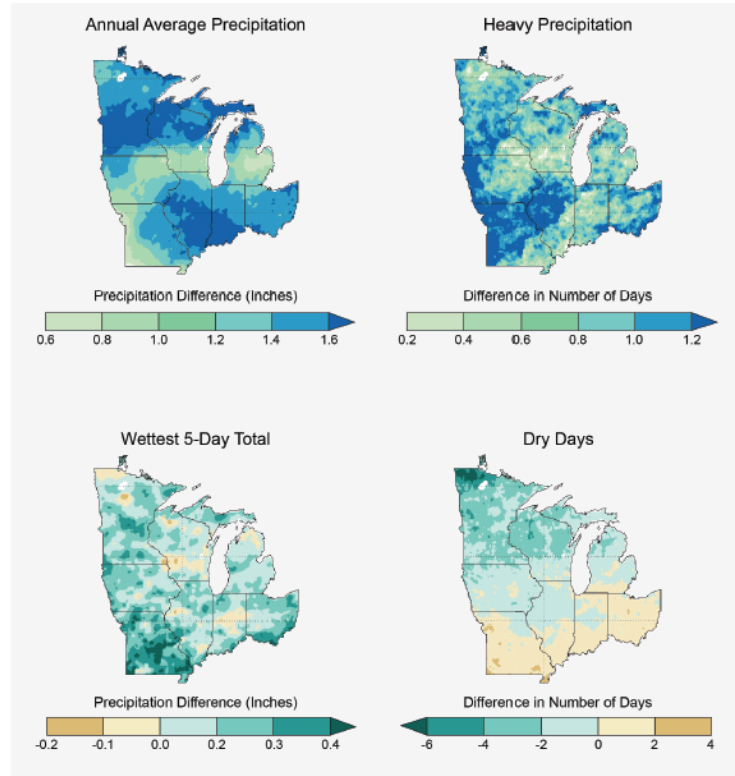 Annual Average Precipitation
Heavy Precipitation
Precipitation Difference (Inches)
0.6 0.8 1.0 1.2 1.4 1.6
Difference in Number of Days
0.2 0.4 0.6 0.8 1.0 1.2
Wettest 5-Day Total
Dry Days
Precipitation Difference (Inches)
-0.2 -0.1 0.0 0.2 0.3 0.4
Difference in Number of Days
-6 -4 -2 0 2 4